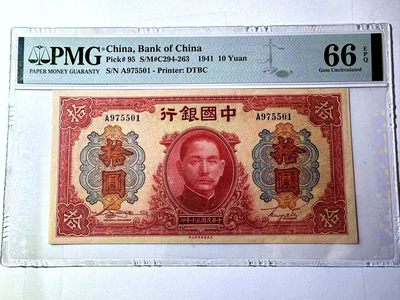 PMG
PAPER MONEY GUARANTY
China, Bank of China
Pick# 95 S/M#C294-263 1941 10 Yuan
S/N A975501 - Printer: DTBC
66 EPQ
Gem Uncirculated
行銀國中
A975501
A975501
拾
拾
拾圓
拾圓
拾
拾